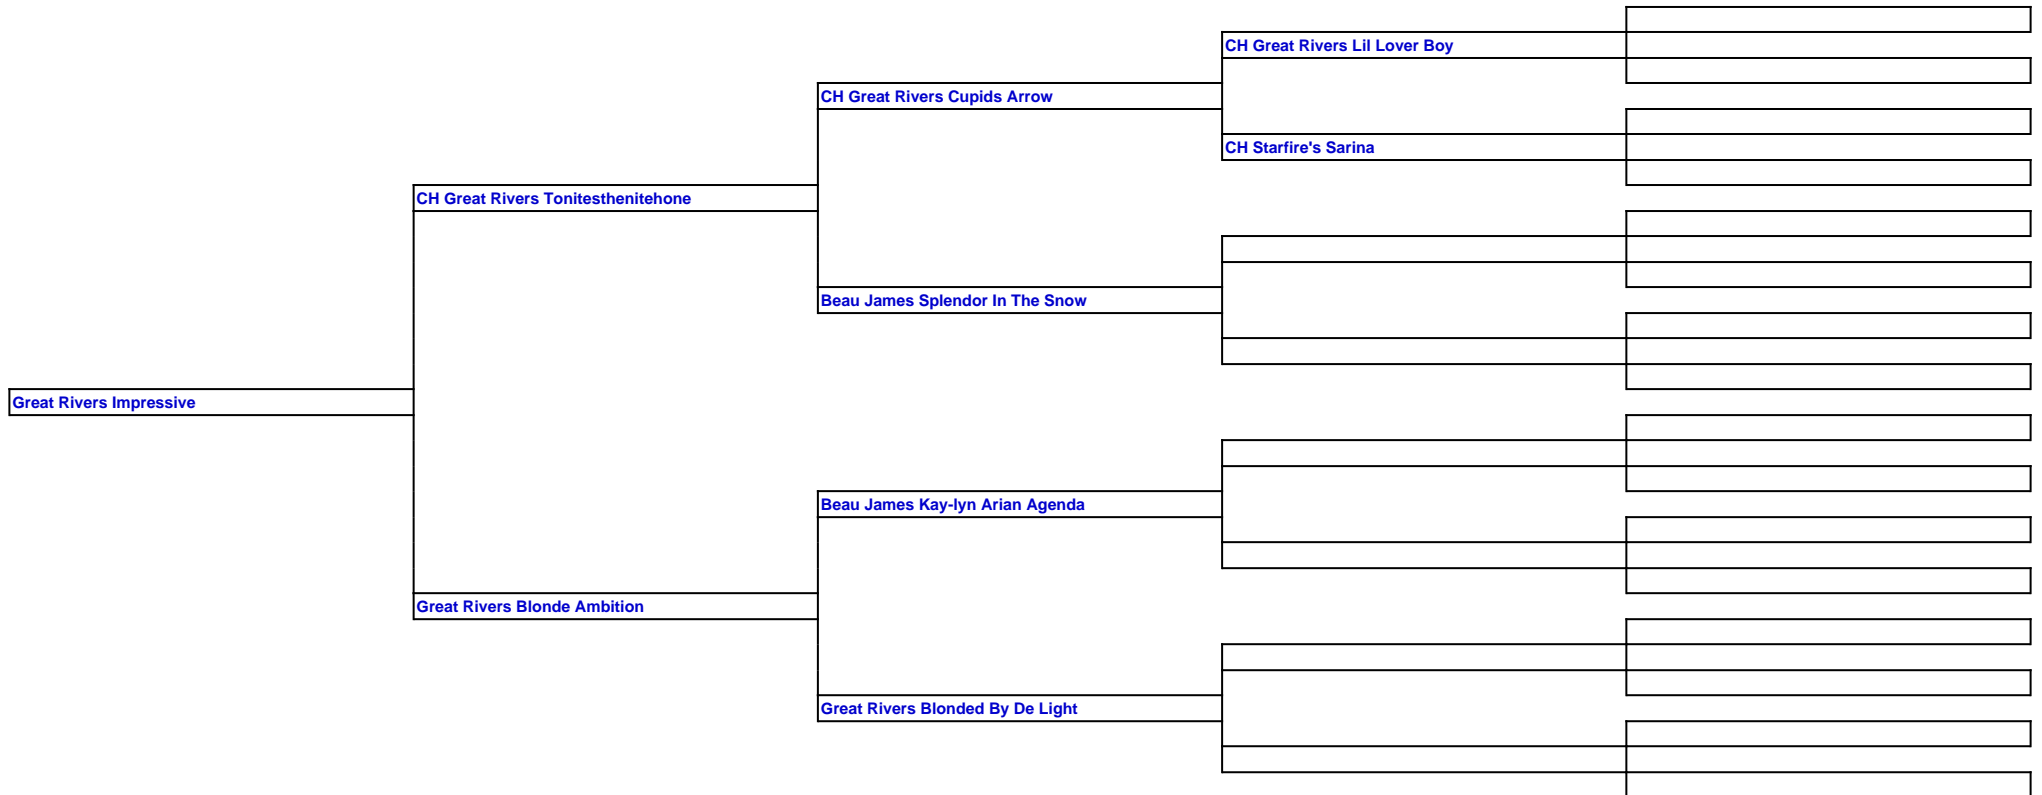 CH Great Rivers Lil Lover Boy
CH Great Rivers Cupids Arrow
CH Starfire's Sarina
CH Great Rivers Tonitesthenitehone
Beau James Splendor In The Snow
Great Rivers Impressive
Beau James Kay-lyn Arian Agenda
Great Rivers Blonde Ambition
Great Rivers Blonded By De Light